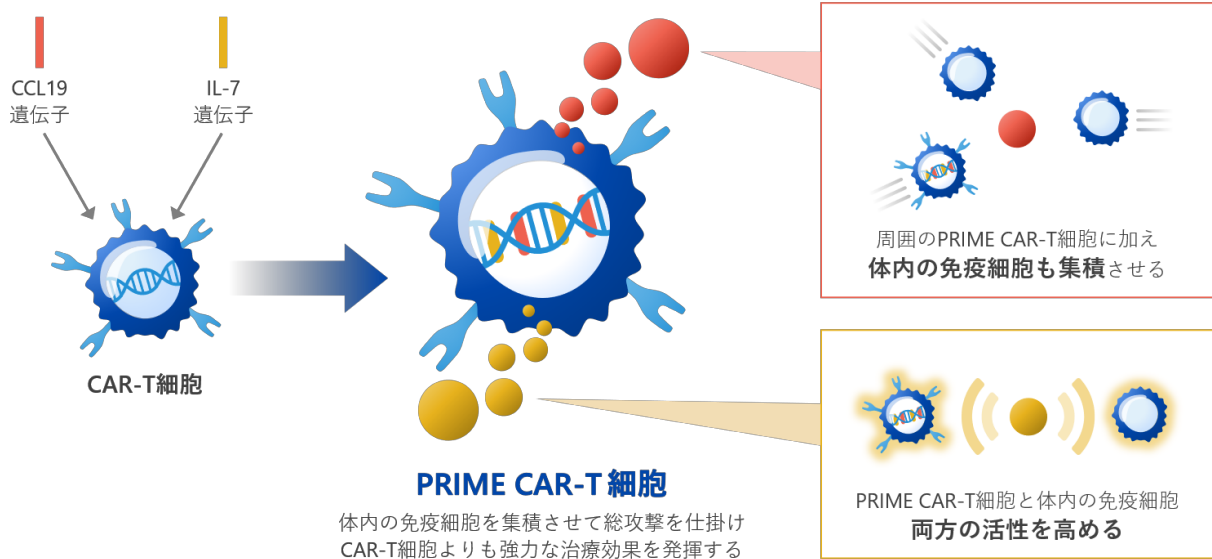 CCL19
遺伝子
IL-7
遺伝子
CAR-T細胞
PRIME CAR-T 細胞
体内の免疫細胞を集積させて総攻撃を仕掛け
CAR-T細胞よりも強力な治療効果を発揮する
周囲のPRIME CAR-T細胞に加え
体内の免疫細胞も集積させる
PRIME CAR-T細胞と体内の免疫細胞
両方の活性を高める